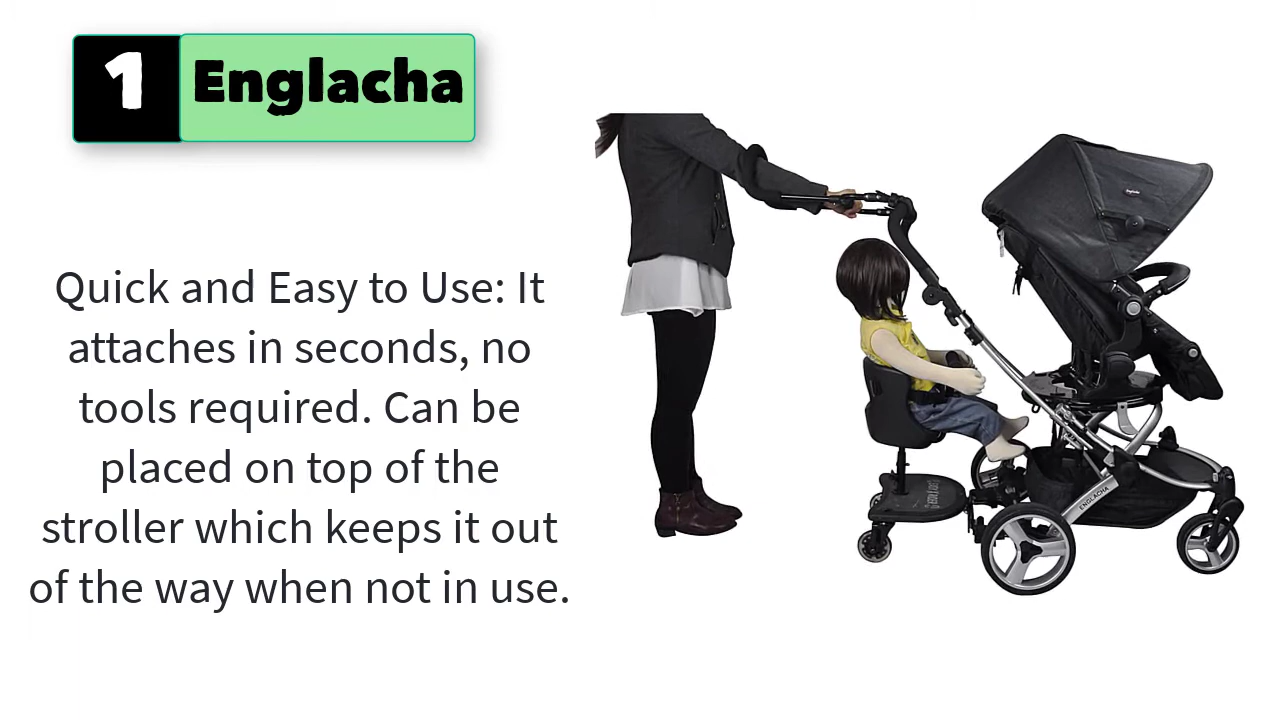 1 Englacha
Quick and Easy to Use: It
attaches in seconds, no
tools required. Can be
placed on top of the
stroller which keeps it out
of the way when not in use.
ENGLACHA